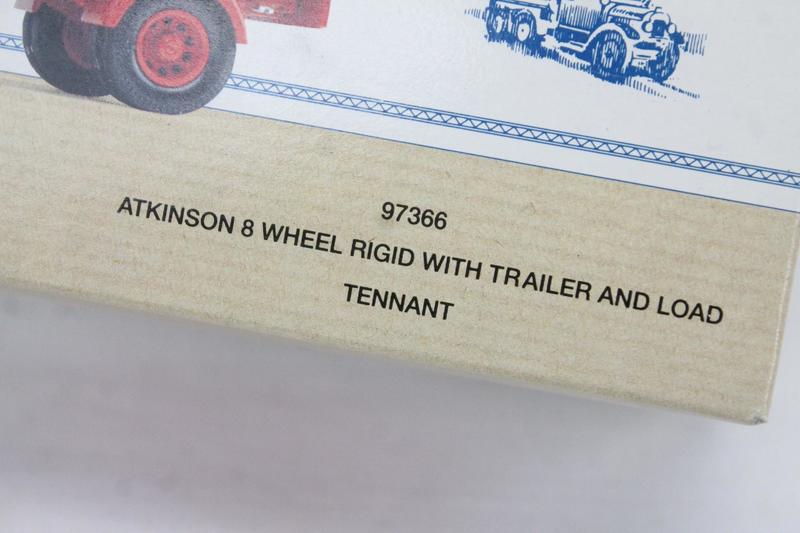 97366
ATKINSON 8 WHEEL RIGID WITH TRAILER AND LOAD
TENNANT